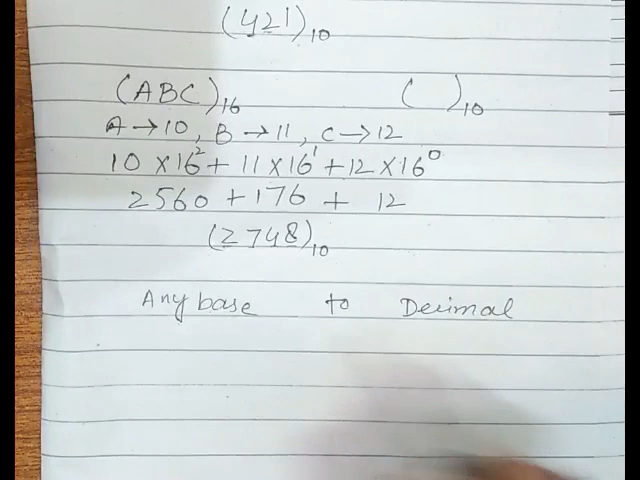 (421)₁₀
(ABC)₁₆ ( )₁₀
A → 10, B → 11, C → 12
10 × 16² + 11 × 16¹ + 12 × 16⁰
2560 + 176 + 12
(2748)₁₀
Any base to Decimal